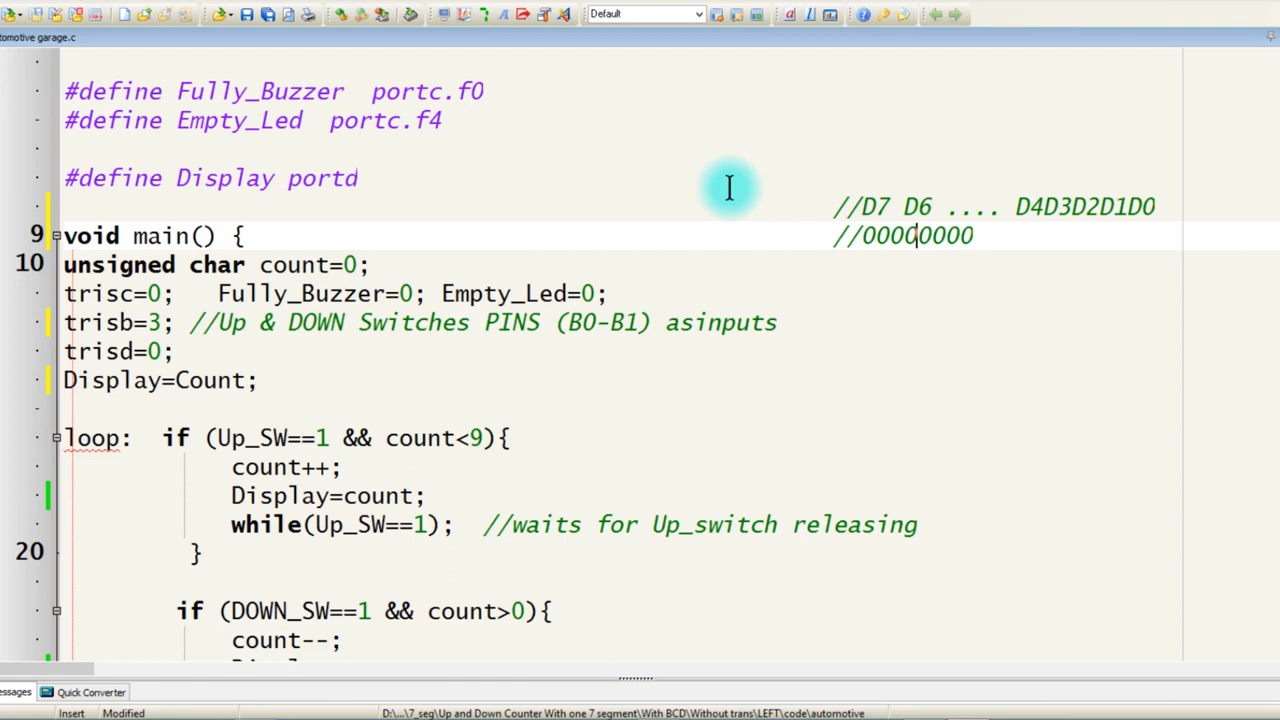 Default
tomotive garage.c
#define Fully_Buzzer portc.f0
#define Empty_Led portc.f4
#define Display portd
//D7 D6 .... D4D3D2D1D0
9 void main() { //00000000
10 unsigned char count=0;
trisc=0; Fully_Buzzer=0; Empty_Led=0;
trisb=3; //Up & DOWN Switches PINS (B0-B1) asinputs
trisd=0;
Display=Count;
loop: if (Up_SW==1 && count<9){
count++;
Display=count;
while(Up_SW==1); //waits for Up_switch releasing
20 }
if (DOWN_SW==1 && count>0){
count--;
essages Quick Converter
Insert Modified D:\...\7_seg\Up and Down Counter With one 7 segment\With BCD\Without trans\LEFT\code\automotive